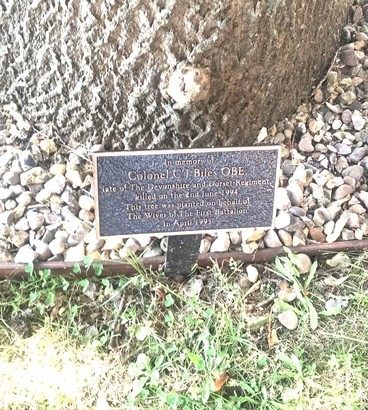 In memory of
Colonel C J Biles OBE
late of The Devonshire and Dorset Regiment
killed on the 2nd June 1994
This tree was planted on behalf of
The Wives of The First Battalion
in April 1995